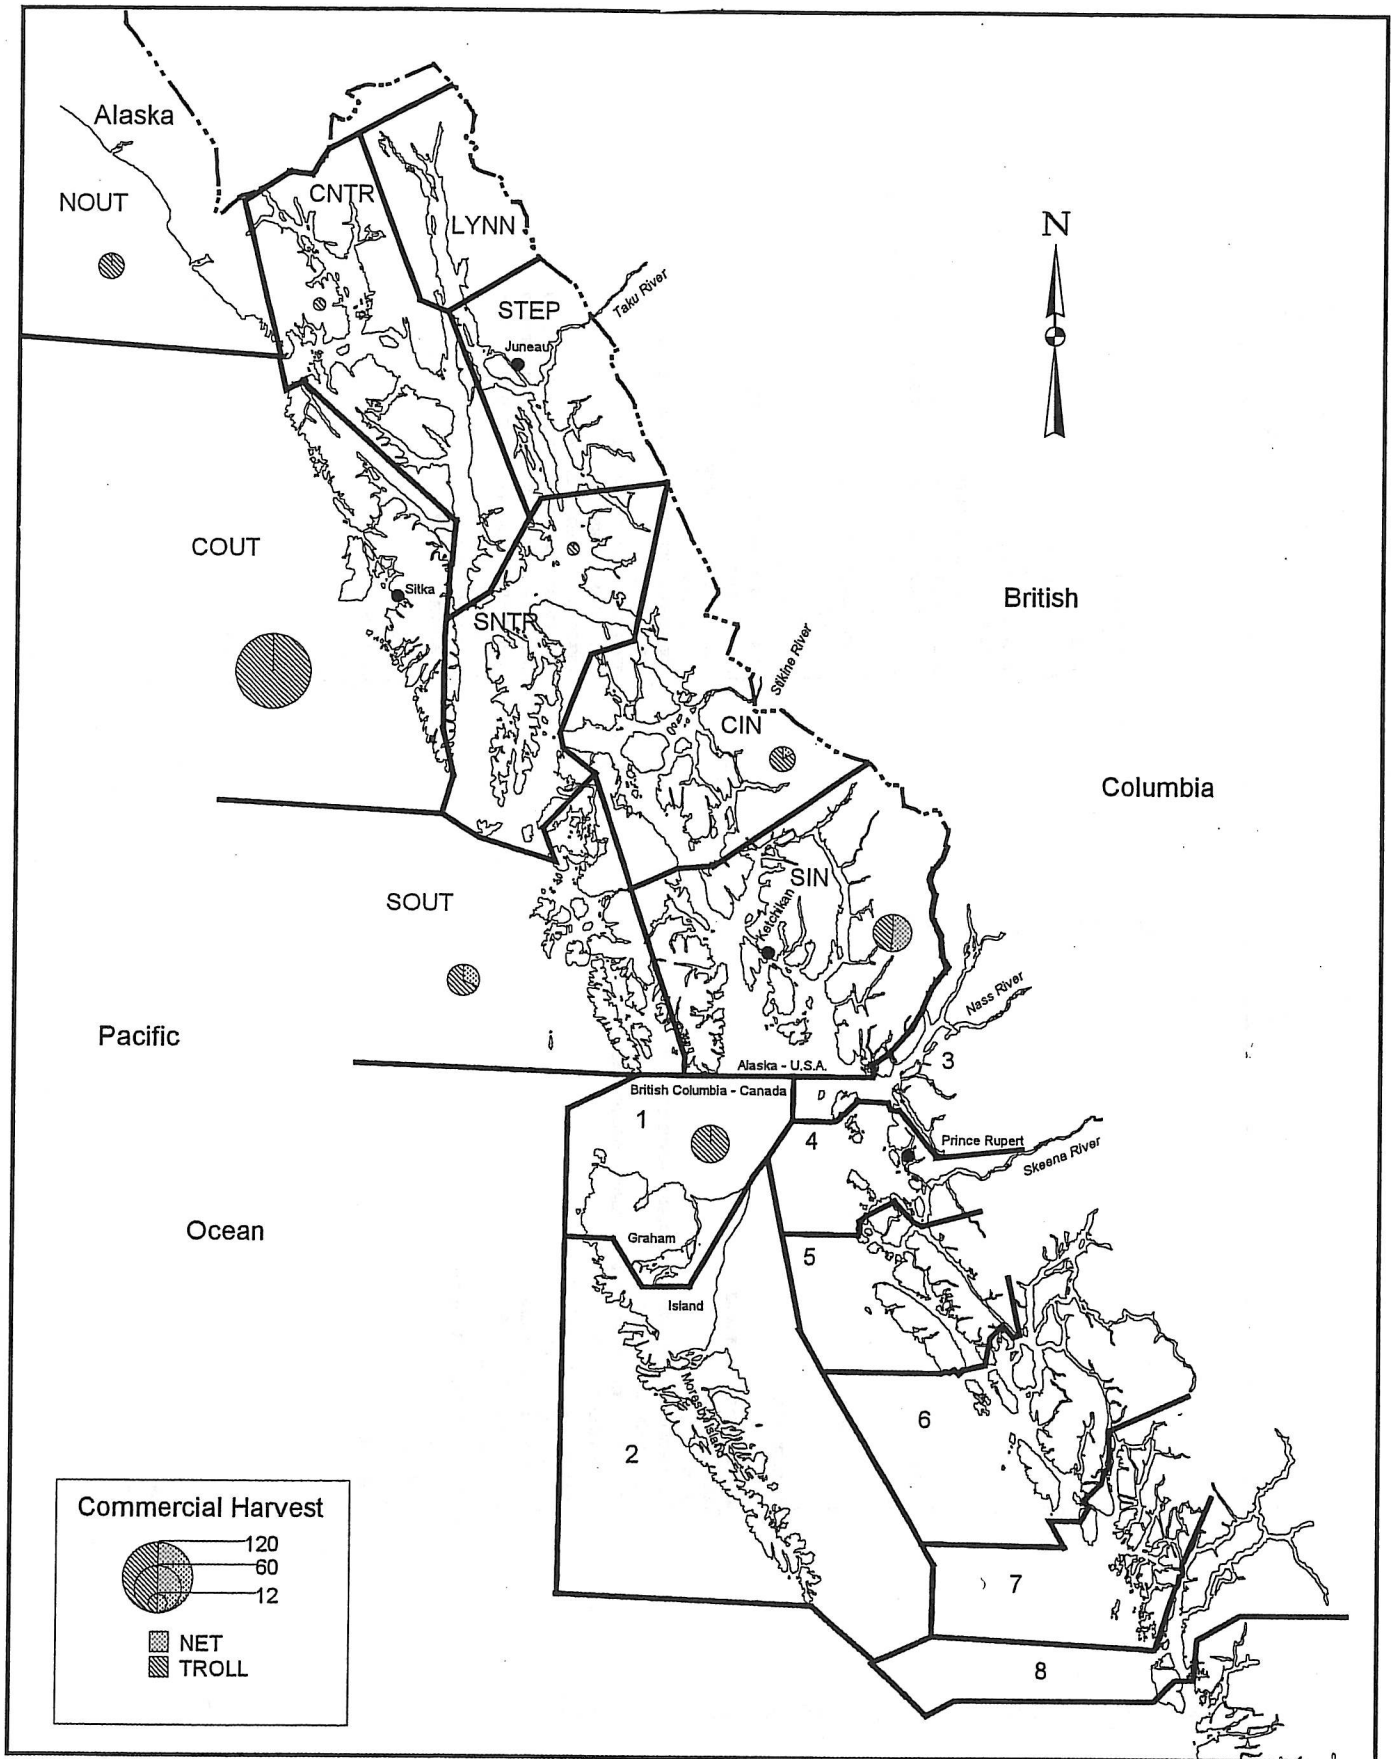 Alaska
NOUT
CNTR
LYNN
N
STEP
Taku River
Juneau
COUT
Sitka
British
SNTR
Stikine River
CIN
Columbia
SOUT
SIN
Ketchikan
Nass River
Pacific
3
Alaska - U.S.A.
British Columbia - Canada
1
4
Prince Rupert
Skeena River
Ocean
Graham
5
Island
Moresby Island
6
2
7
8
Commercial Harvest
120
60
12
NET
TROLL